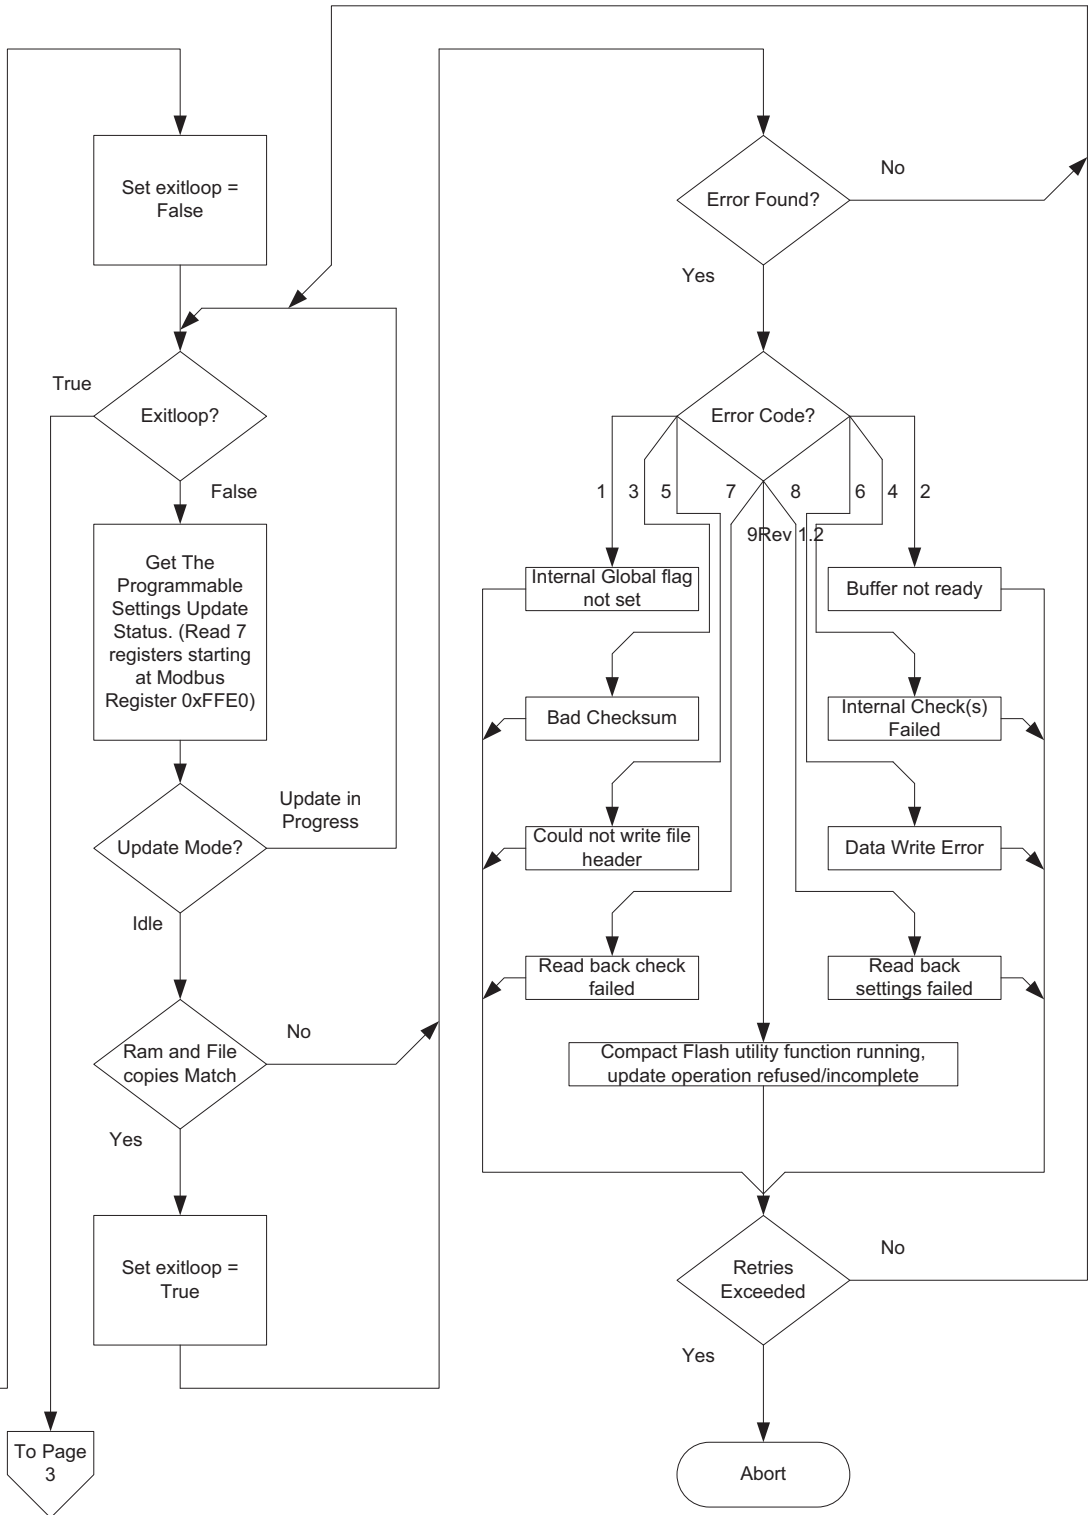 Set exitloop =
False
True
Exitloop?
False
Get The
Programmable
Settings Update
Status. (Read 7
registers starting
at Modbus
Register 0xFFE0)
Update in
Progress
Update Mode?
Idle
No
Ram and File
copies Match
Yes
Set exitloop =
True
To Page
3
No
Error Found?
Yes
Error Code?
1
3
5
7
8
6
4
2
9Rev 1.2
Internal Global flag
not set
Buffer not ready
Bad Checksum
Internal Check(s)
Failed
Could not write file
header
Data Write Error
Read back check
failed
Read back
settings failed
Compact Flash utility function running,
update operation refused/incomplete
No
Retries
Exceeded
Yes
Abort